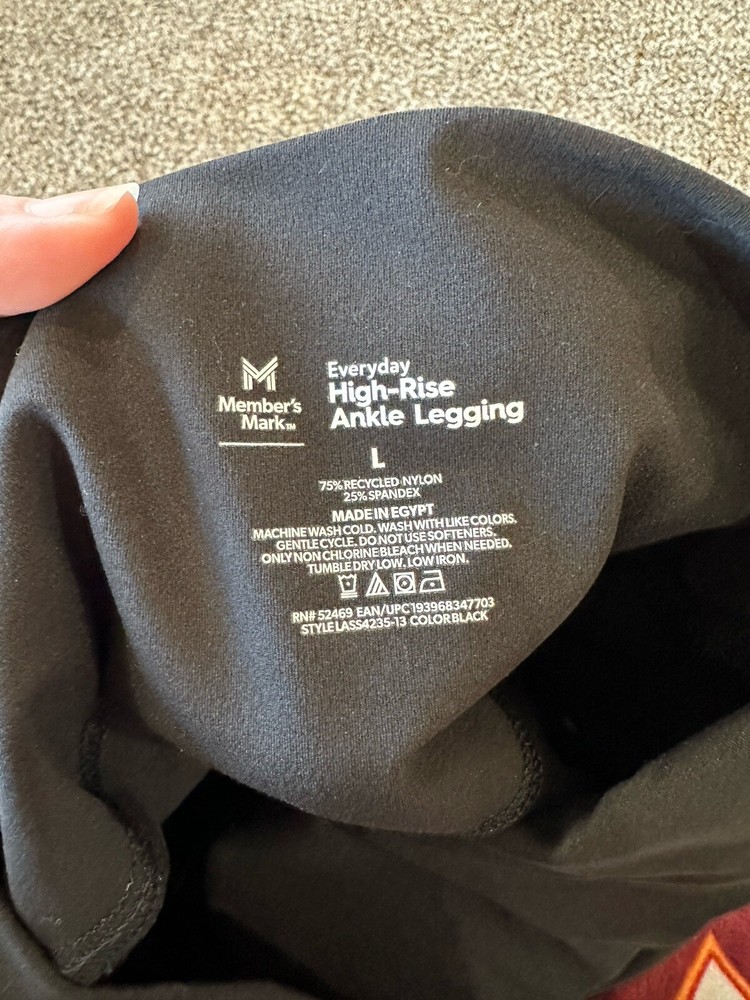 Member's
Mark™
Everyday
High-Rise
Ankle Legging
L
75% RECYCLED NYLON
25% SPANDEX
MADE IN EGYPT
MACHINE WASH COLD. WASH WITH LIKE COLORS.
GENTLE CYCLE. DO NOT USE SOFTENERS.
ONLY NON CHLORINE BLEACH WHEN NEEDED.
TUMBLE DRY LOW. LOW IRON.
RN# 52469 EAN/UPC 193968347703
STYLE LASS4235-13 COLOR BLACK